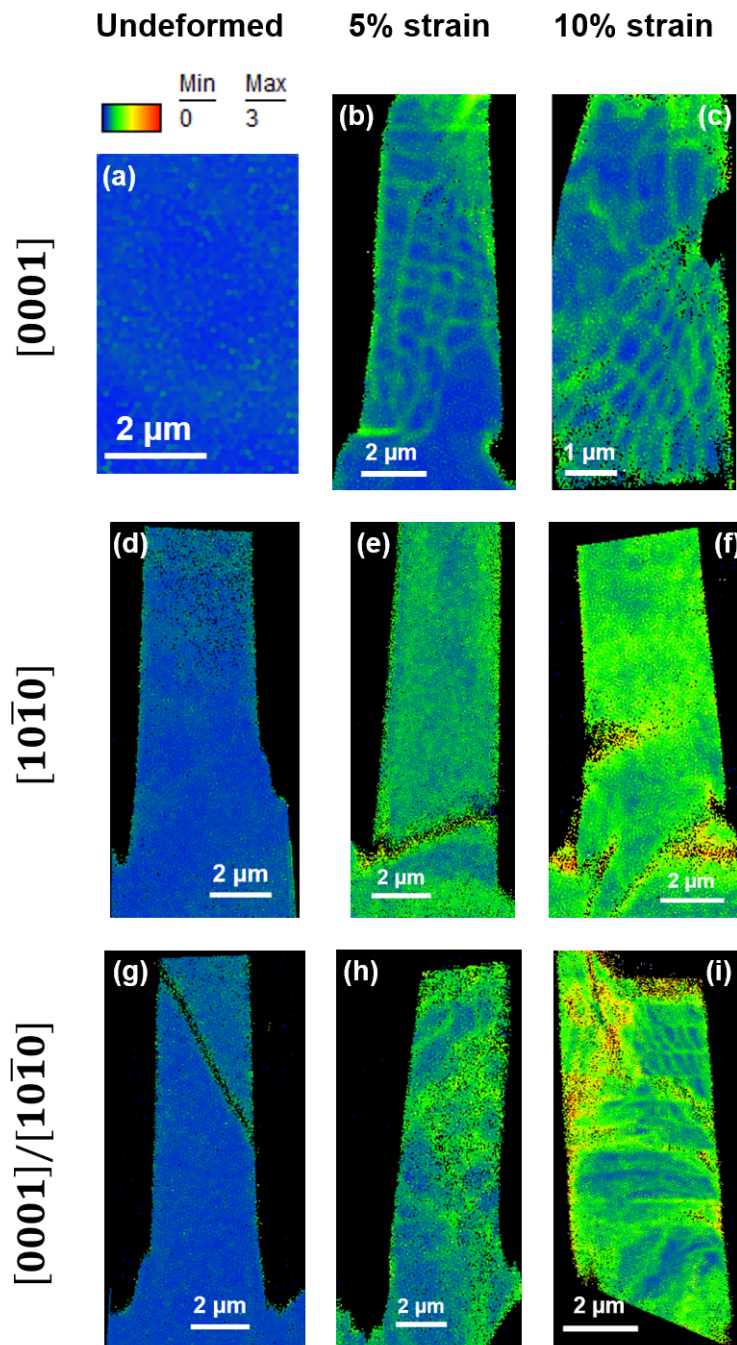 Undeformed 5% strain 10% strain
Min Max
0 3
(a)
(b)
(c)
[0001]
2 µm
2 µm
1 µm
(d)
(e)
(f)
[101̅0]
2 µm
2 µm
2 µm
(g)
(h)
(i)
[0001]/[101̅0]
2 µm
2 µm
2 µm